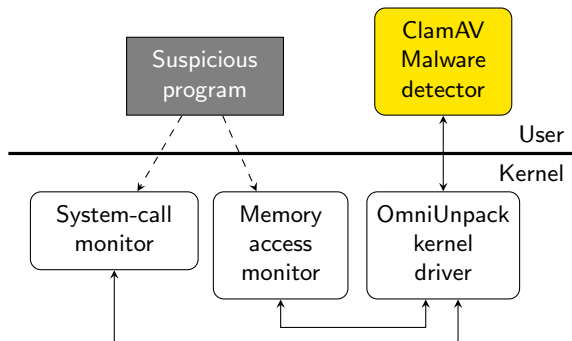 Suspicious
program
ClamAV
Malware
detector
User
Kernel
System-call
monitor
Memory
access
monitor
OmniUnpack
kernel
driver